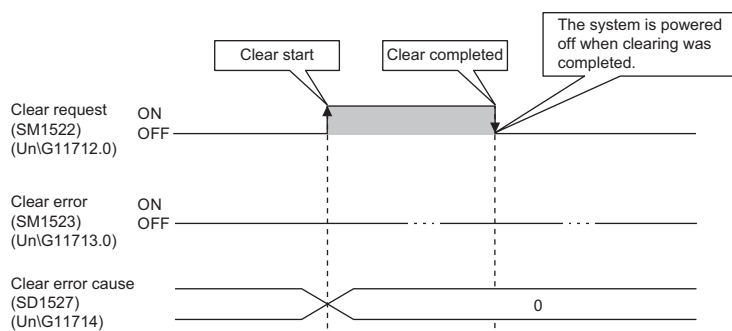 The system is powered
off when clearing was
completed.
Clear start
Clear completed
Clear request
(SM1522)
(Un\G11712.0)
ON
OFF
Clear error
(SM1523)
(Un\G11713.0)
ON
OFF
Clear error cause
(SD1527)
(Un\G11714)
0